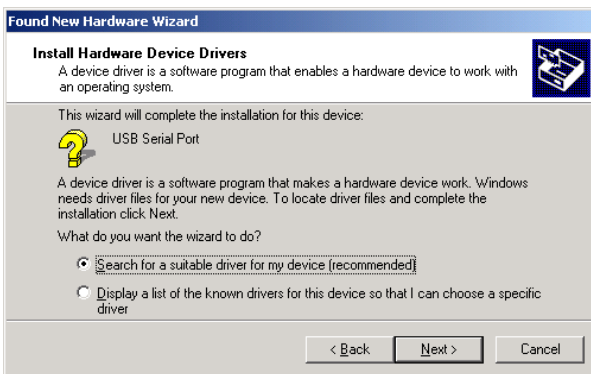 Found New Hardware Wizard
Install Hardware Device Drivers
A device driver is a software program that enables a hardware device to work with
an operating system.
This wizard will complete the installation for this device:
USB Serial Port
A device driver is a software program that makes a hardware device work. Windows
needs driver files for your new device. To locate driver files and complete the
installation click Next.
What do you want the wizard to do?
Search for a suitable driver for my device (recommended)
Display a list of the known drivers for this device so that I can choose a specific
driver
< Back Next > Cancel